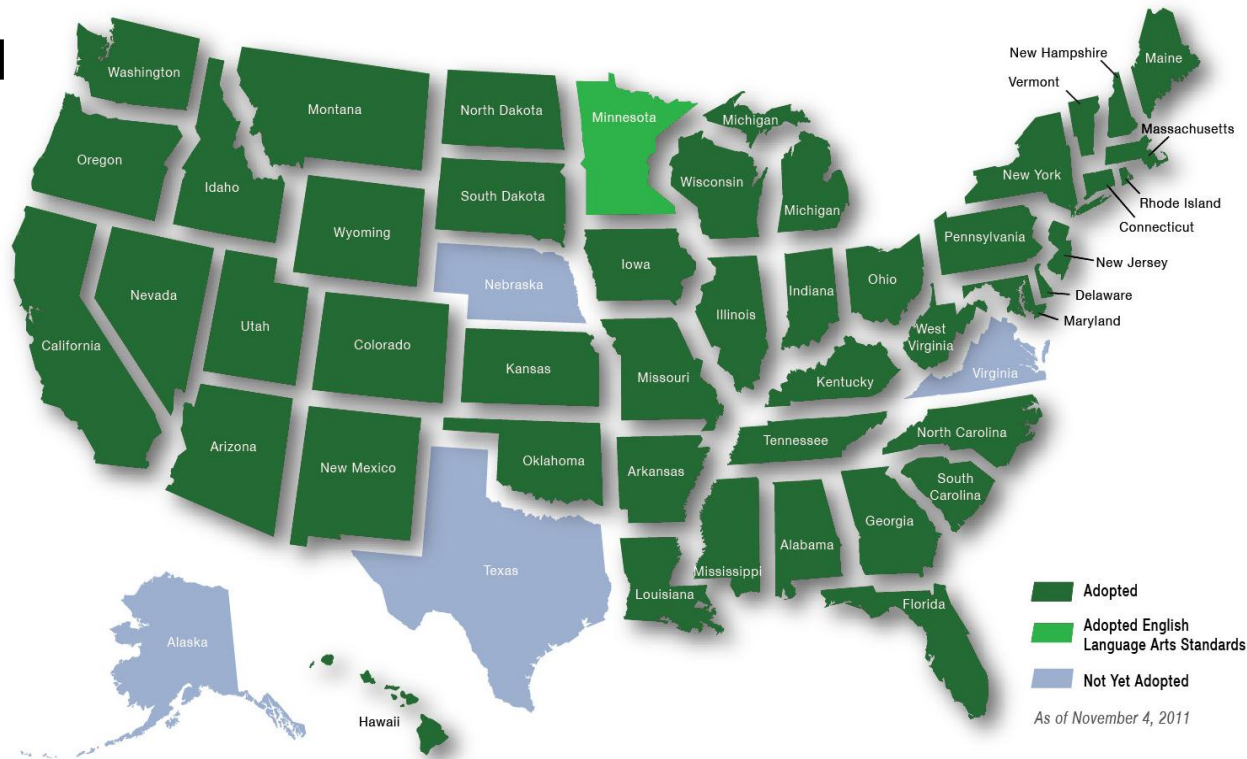 Washington
Montana
North Dakota
Minnesota
Michigan
New Hampshire
Vermont
Maine
Massachusetts
Oregon
Idaho
Wyoming
South Dakota
Wisconsin
Michigan
New York
Rhode Island
Connecticut
Pennsylvania
New Jersey
Delaware
Maryland
Nevada
Utah
California
Nebraska
Iowa
Colorado
Kansas
Illinois
Indiana
Ohio
West
Virginia
Virginia
Missouri
Kentucky
Arizona
New Mexico
Oklahoma
Arkansas
Tennessee
North Carolina
South
Carolina
Texas
Louisiana
Mississippi
Alabama
Georgia
Florida
Alaska
Hawaii
Adopted
Adopted English
Language Arts Standards
Not Yet Adopted
As of November 4, 2011